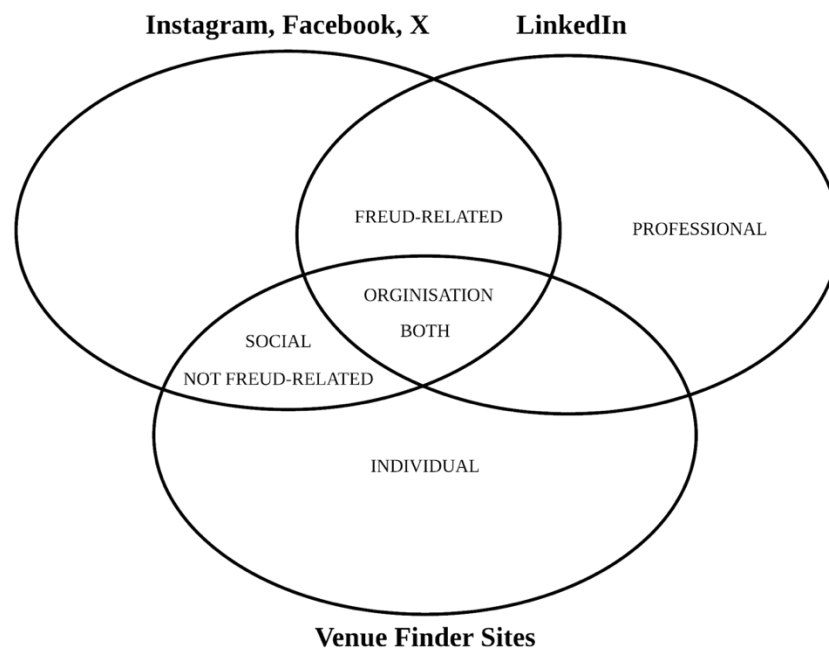 Instagram, Facebook, X
LinkedIn
FREUD-RELATED
PROFESSIONAL
ORGINISATION
BOTH
SOCIAL
NOT FREUD-RELATED
INDIVIDUAL
Venue Finder Sites